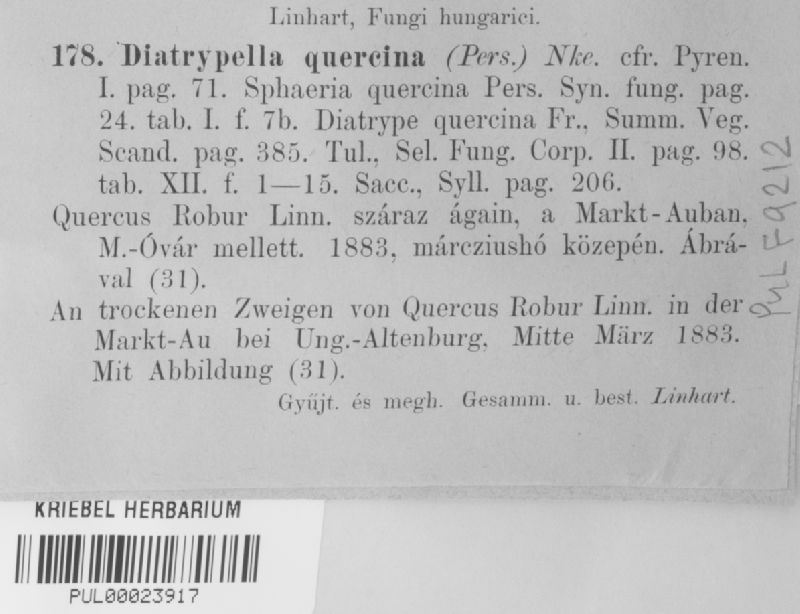 Linhart, Fungi hungarici.
178. Diatrypella quercina (Pers.) Nke. cfr. Pyren.
I. pag. 71. Sphaeria quercina Pers. Syn. fung. pag.
24. tab. I. f. 7b. Diatrype quercina Fr., Summ. Veg.
Scand. pag. 385. Tul., Sel. Fung. Corp. II. pag. 98.
tab. XII. f. 1—15. Sacc., Syll. pag. 206.
Quercus Robur Linn. száraz ágain, a Markt-Auban,
M.-Óvár mellett. 1883, márcziushó közepén. Ábrá-
val (31).
An trockenen Zweigen von Quercus Robur Linn. in der
Markt-Au bei Ung.-Altenburg, Mitte März 1883.
Mit Abbildung (31).
Gyűjt. és megh. Gesamm. u. best. Linhart.
PUL F9212
KRIEBEL HERBARIUM
PUL00023917